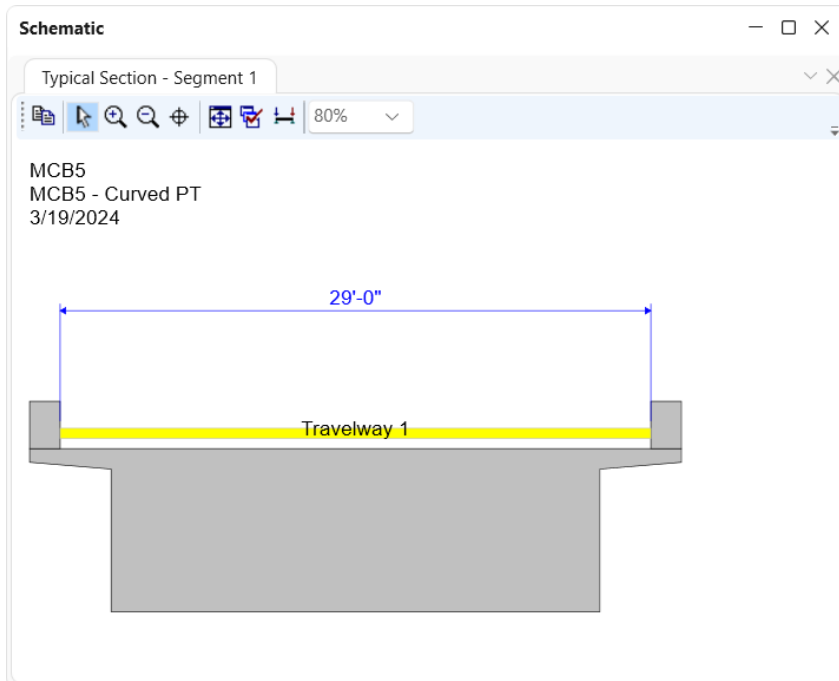 Schematic
Typical Section - Segment 1
80%
MCB5
MCB5 - Curved PT
3/19/2024
29'-0"
Travelway 1